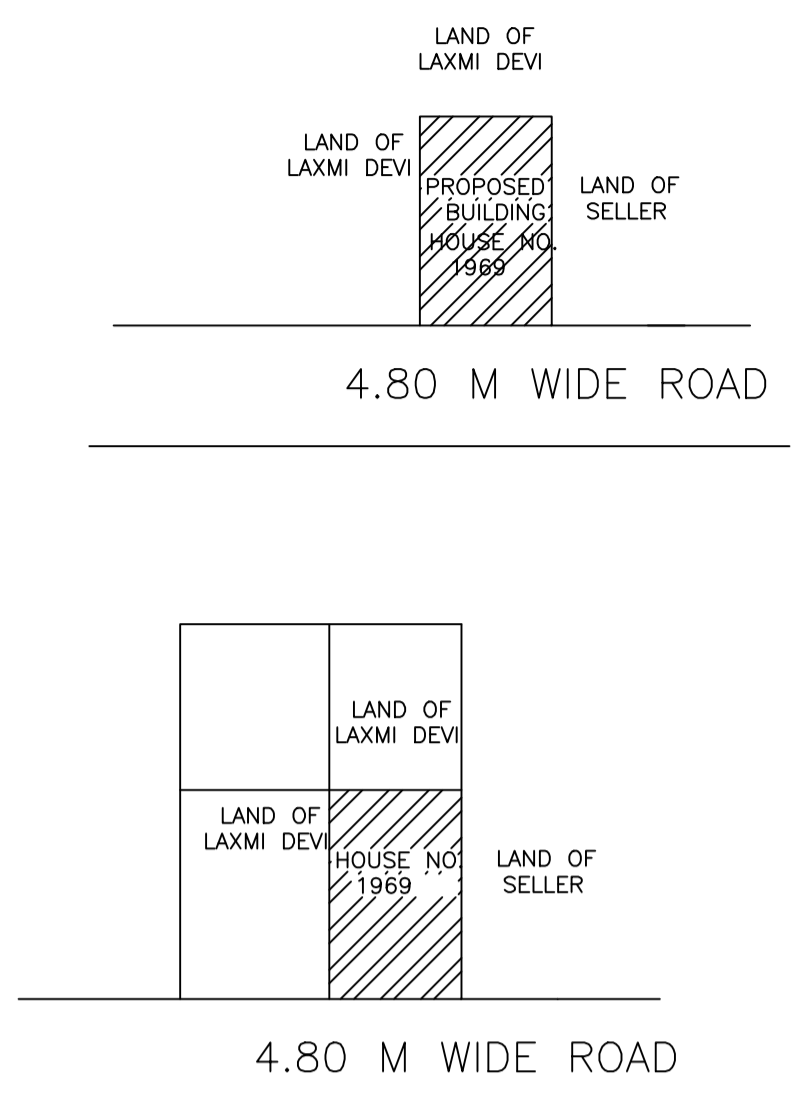 LAND OF
LAXMI DEVI
LAND OF
LAXMI DEVI
PROPOSED
BUILDING
HOUSE NO.
1969
LAND OF
SELLER
4.80 M WIDE ROAD
LAND OF
LAXMI DEVI
LAND OF
LAXMI DEVI
HOUSE NO.
1969
LAND OF
SELLER
4.80 M WIDE ROAD